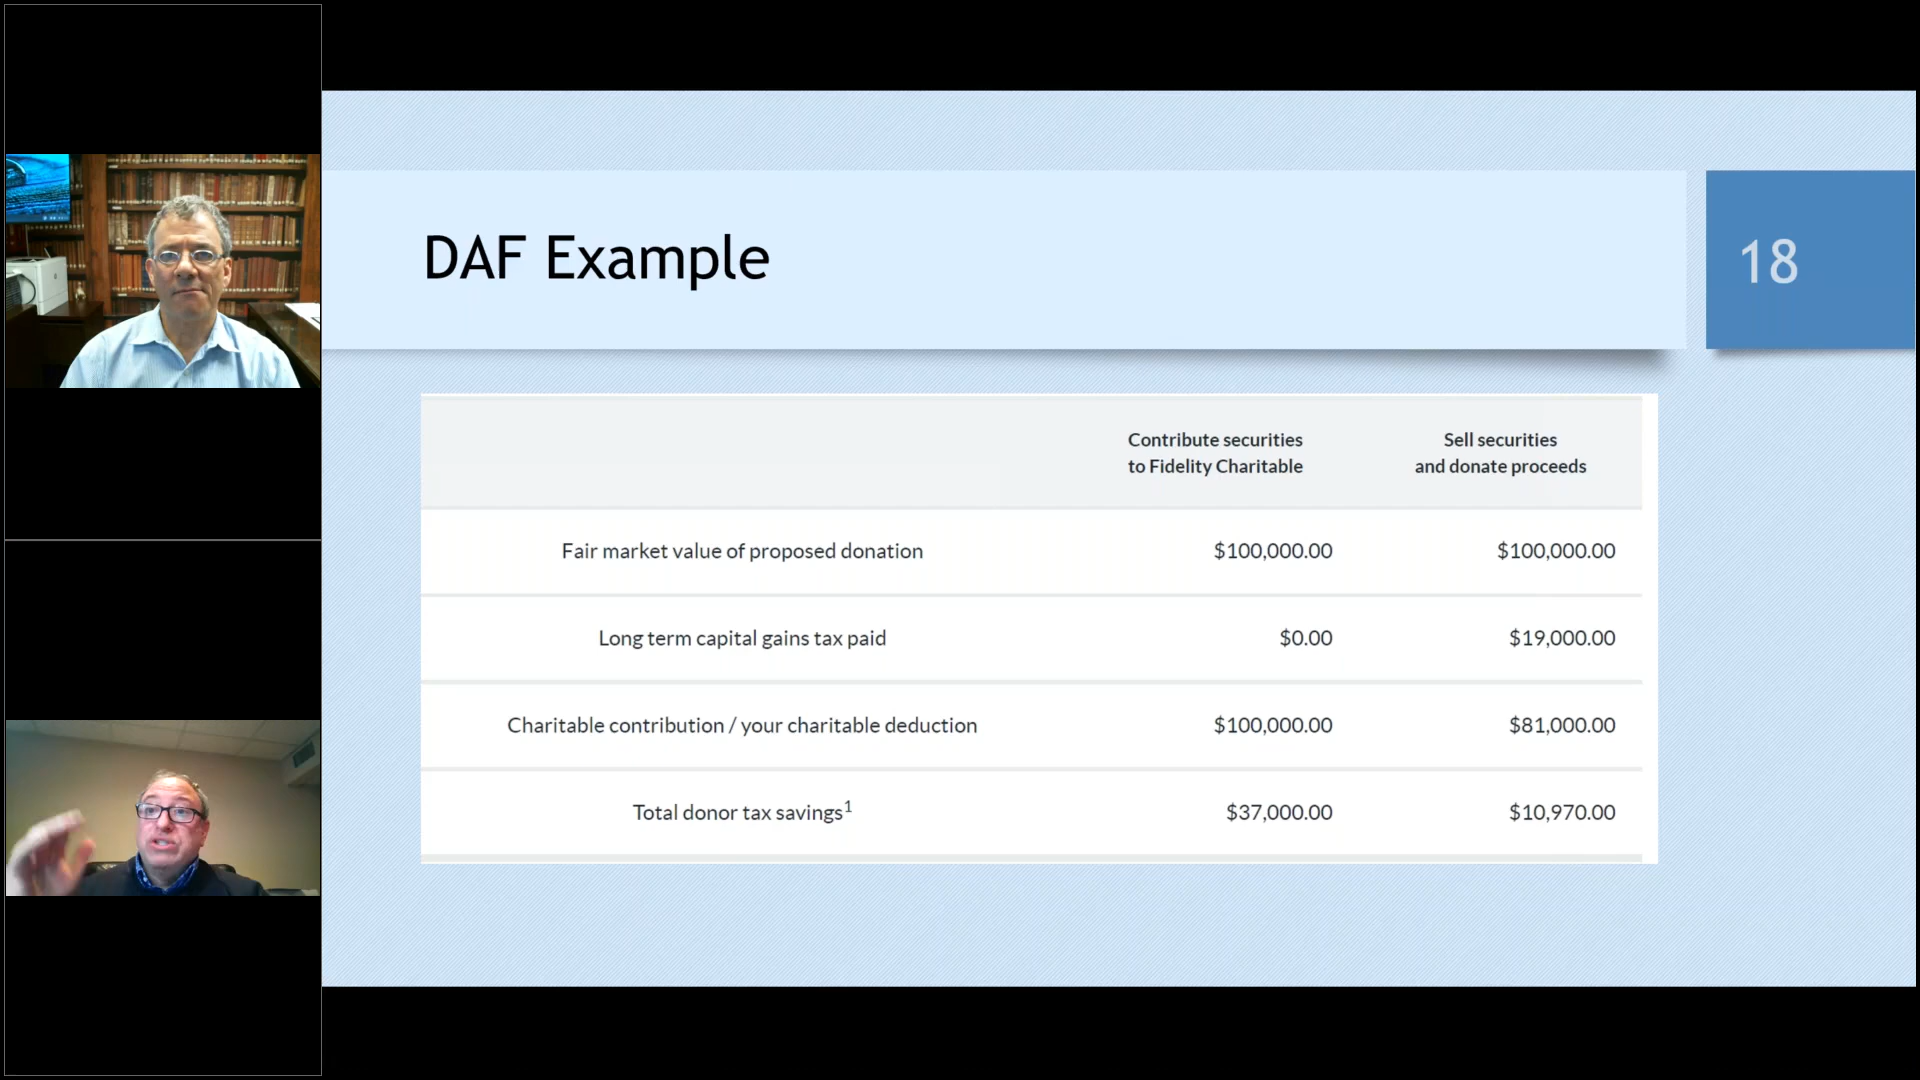 DAF Example
18
Contribute securities
to Fidelity Charitable
Sell securities
and donate proceeds
Fair market value of proposed donation $100,000.00 $100,000.00
Long term capital gains tax paid $0.00 $19,000.00
Charitable contribution / your charitable deduction $100,000.00 $81,000.00
Total donor tax savings1 $37,000.00 $10,970.00